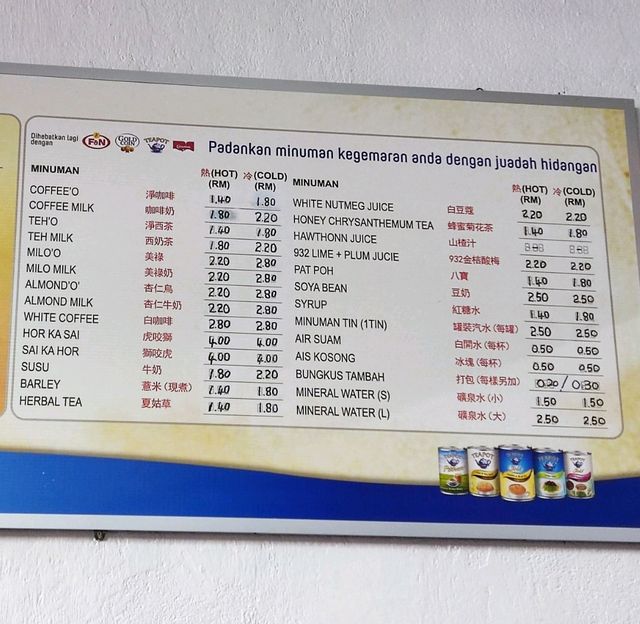 Dihebatkan lagi dengan F&N GOLD COIN TEAPOT
Padankan minuman kegemaran anda dengan juadah hidangan
MINUMAN 熱(HOT) (RM) 冷(COLD) (RM)
COFFEE'O 淨咖啡 1.40 1.80
COFFEE MILK 咖啡奶 1.80 2.20
TEH'O 淨西茶 1.40 1.80
TEH MILK 西奶茶 1.80 2.20
MILO'O 美祿 2.20 2.80
MILO MILK 美祿奶 2.20 2.80
ALMOND'O' 杏仁鳥 2.20 2.80
ALMOND MILK 杏仁牛奶 2.20 2.80
WHITE COFFEE 白咖啡 2.80 2.80
HOR KA SAI 虎咬獅 4.00 4.00
SAI KA HOR 獅咬虎 4.00 4.00
SUSU 牛奶 1.80 2.20
BARLEY 薏米(現煮) 1.40 1.80
HERBAL TEA 夏姑草 1.40 1.80
MINUMAN 熱(HOT) (RM) 冷(COLD) (RM)
WHITE NUTMEG JUICE 白豆蔻 2.20 2.20
HONEY CHRYSANTHEMUM TEA 蜂蜜菊花茶 1.40 1.80
HAWTHONN JUICE 山楂汁
932 LIME + PLUM JUCIE 932金桔酸梅 2.20 2.20
PAT POH 八寶 1.40 1.80
SOYA BEAN 豆奶 2.50 2.50
SYRUP 紅糖水 1.40 1.80
MINUMAN TIN (1TIN) 罐裝汽水(每罐) 2.50 2.50
AIR SUAM 白開水(每杯) 0.50 0.50
AIS KOSONG 冰塊(每杯) 0.50 0.50
BUNGKUS TAMBAH 打包(每樣另加) 0.20/0.30
MINERAL WATER (S) 礦泉水(小) 1.50 1.50
MINERAL WATER (L) 礦泉水(大) 2.50 2.50
TEAPOT TEAPOT